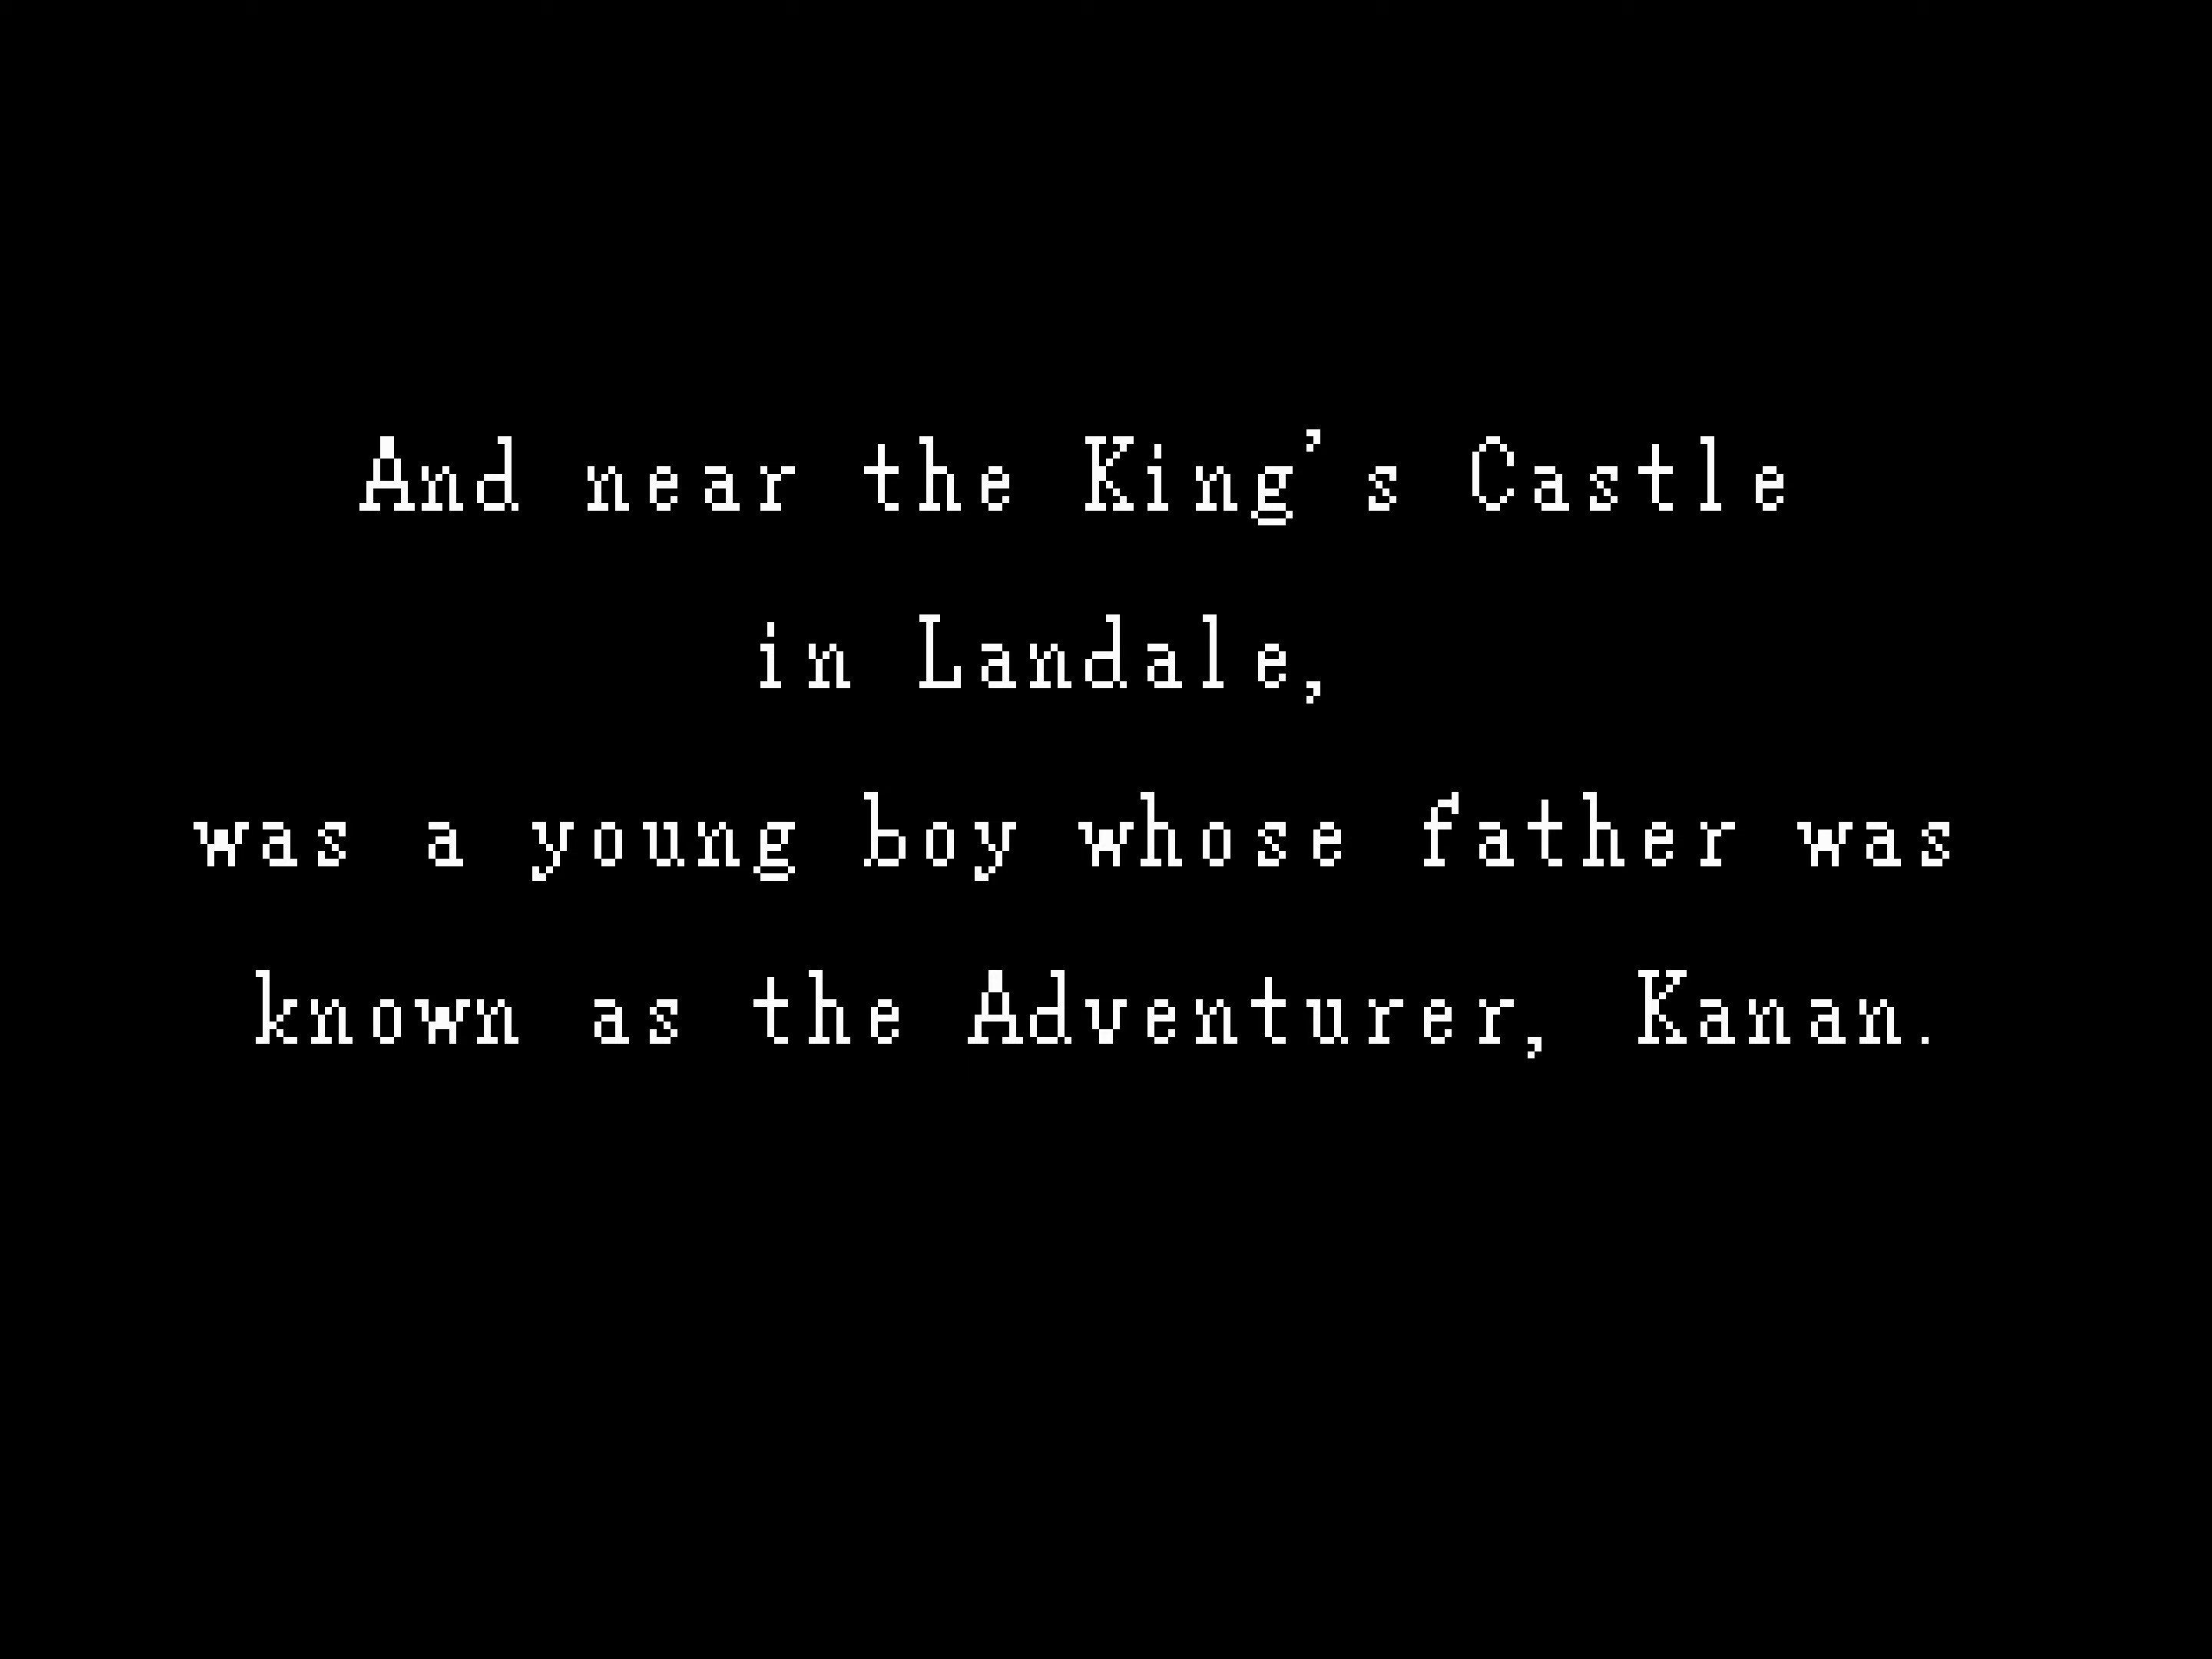 And near the King's Castle
in Landale,
was a young boy whose father was
known as the Adventurer, Kanan.